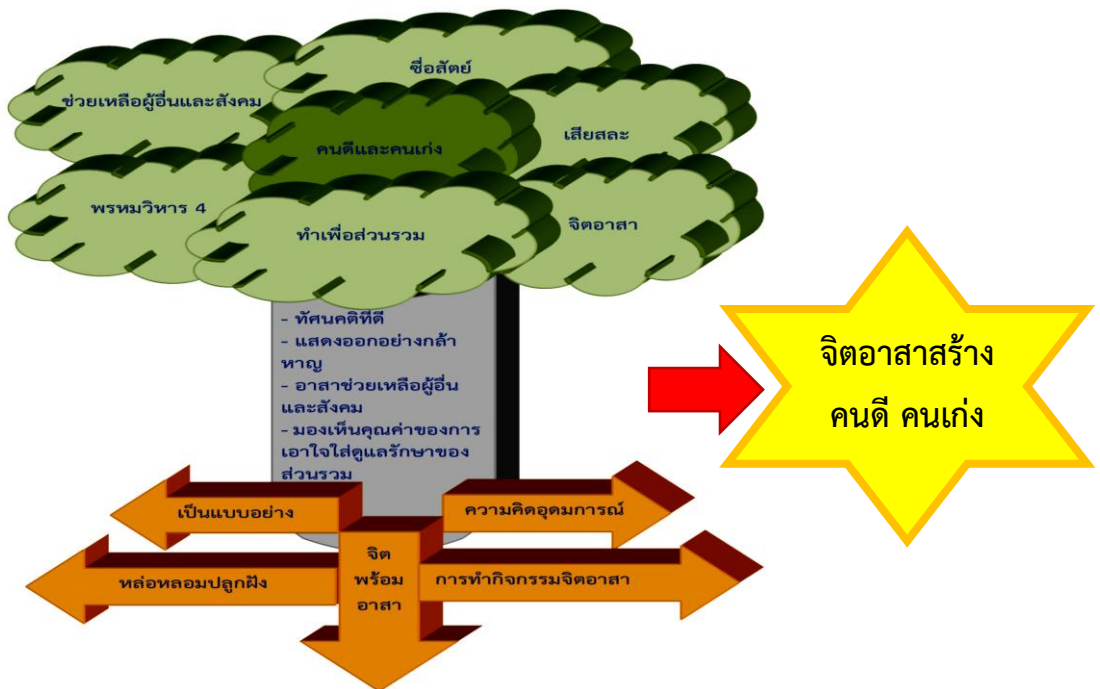 ซื่อสัตย์
ช่วยเหลือผู้อื่นและสังคม
เสียสละ
คนดีและคนเก่ง
พรหมวิหาร 4
จิตอาสา
ทำเพื่อส่วนรวม
- ทัศนคติที่ดี
- แสดงออกอย่างกล้า
หาญ
- อาสาช่วยเหลือผู้อื่น
และสังคม
- มองเห็นคุณค่าของการ
เอาใจใส่ดูแลรักษาของ
ส่วนรวม
จิตอาสาสร้าง
คนดี คนเก่ง
เป็นแบบอย่าง
ความคิดอุดมการณ์
จิต
พร้อม
อาสา
หล่อหลอมปลูกฝัง
การทำกิจกรรมจิตอาสา